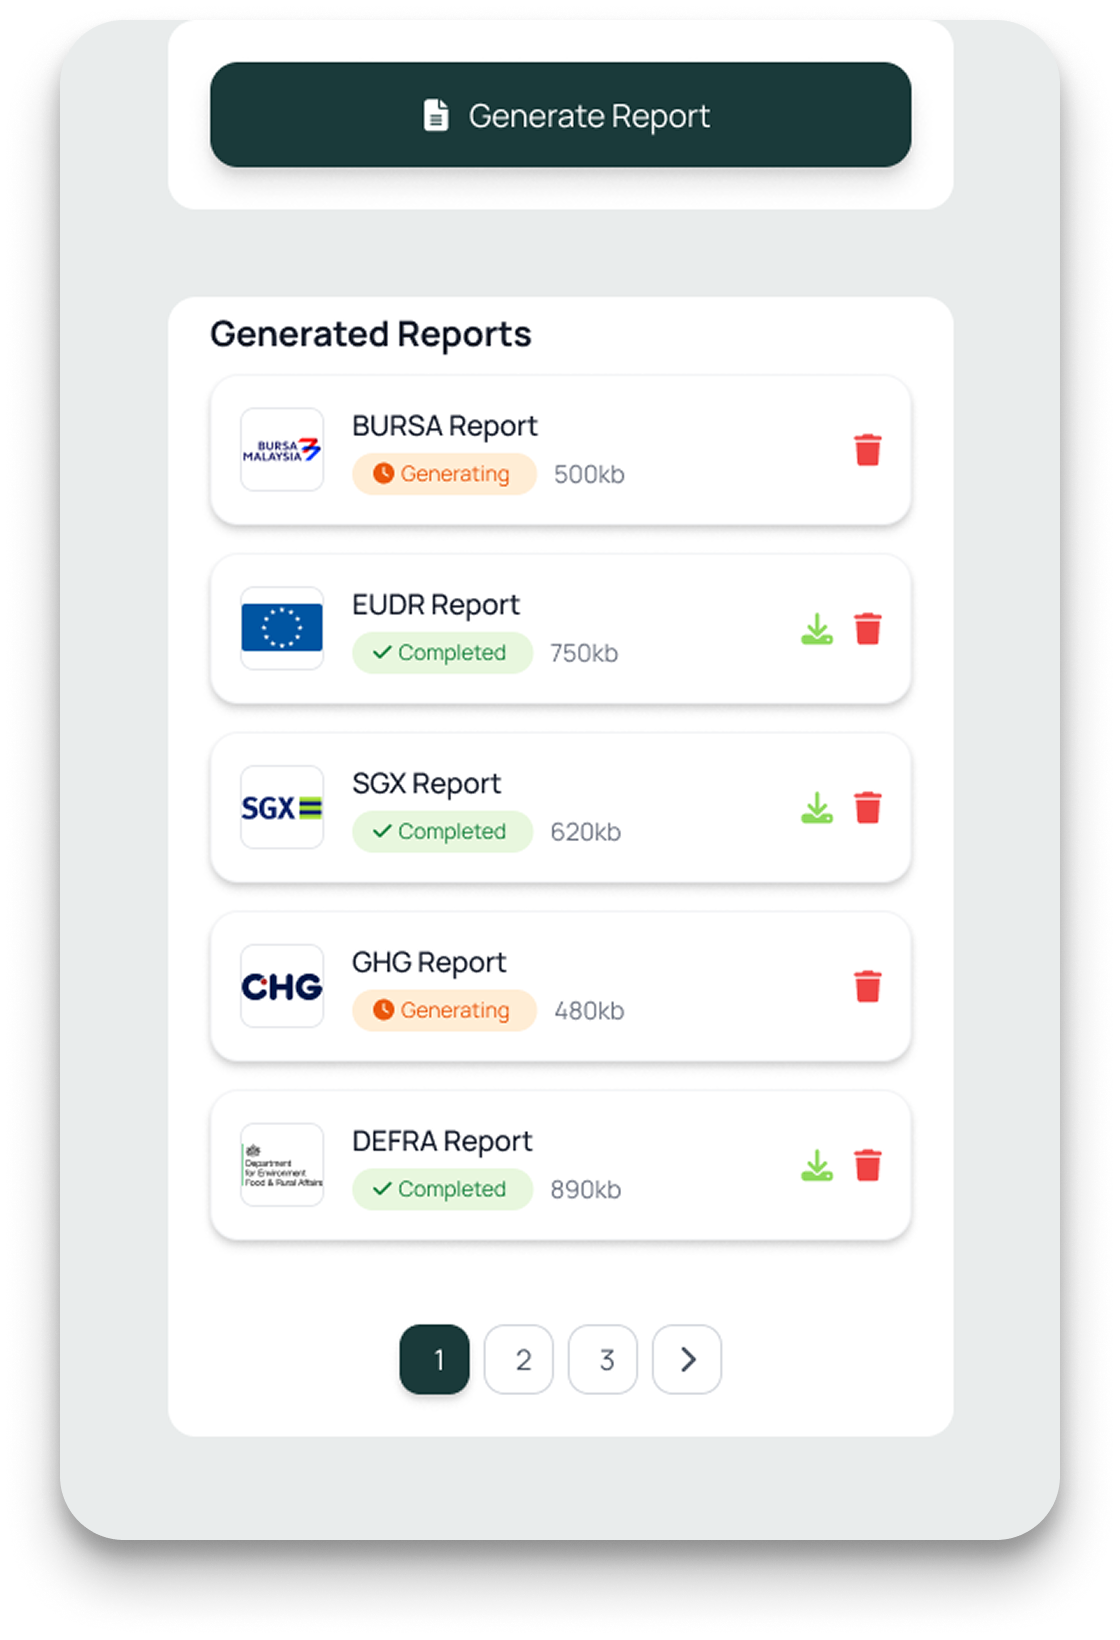 Generate Report
Generated Reports
BURSA
MALAYSIA
BURSA Report
Generating 500kb
EUDR Report
Completed 750kb
SGX
SGX Report
Completed 620kb
CHG
GHG Report
Generating 480kb
Department
for Environment
Food & Rural Affairs
DEFRA Report
Completed 890kb
1 2 3